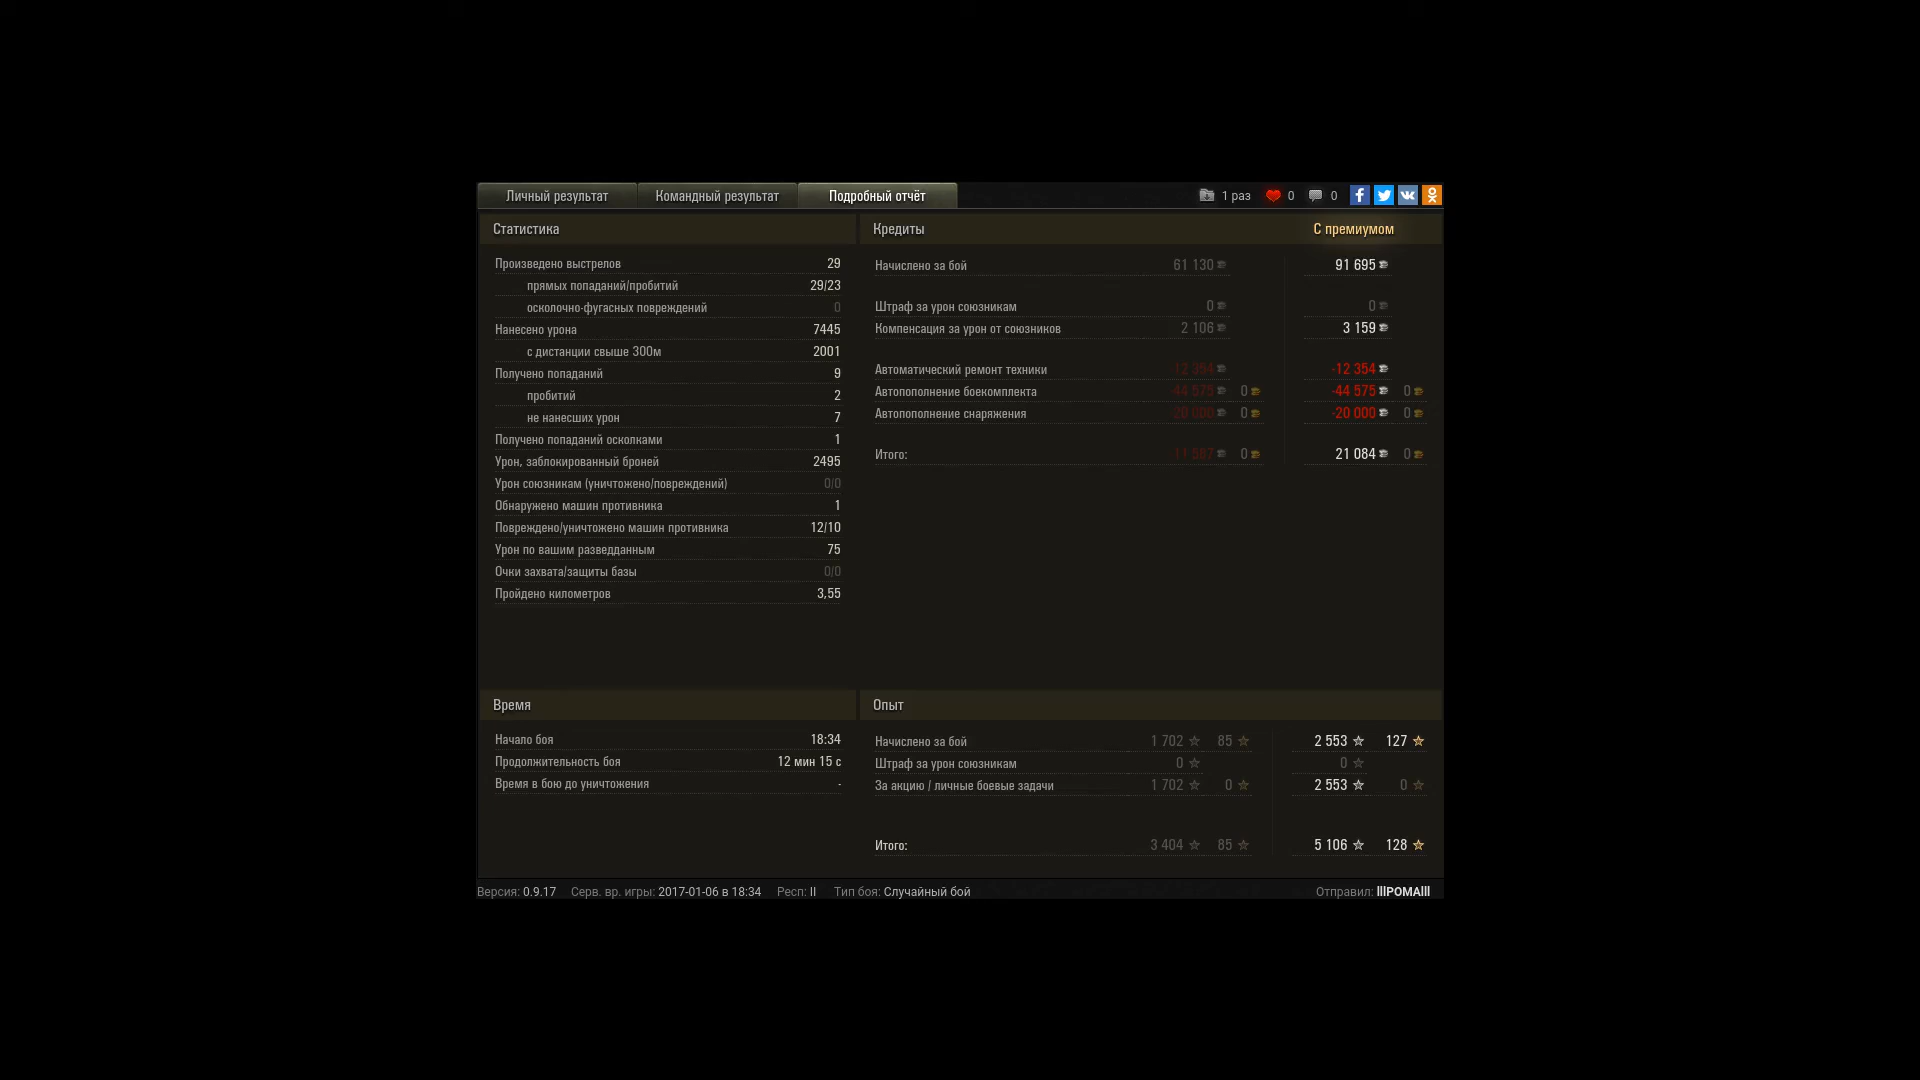 Личный результат Командный результат Подробный отчёт 1 раз 0 0
Статистика
Произведено выстрелов 29
прямых попаданий/пробитий 29/23
осколочно-фугасных повреждений 0
Нанесено урона 7445
с дистанции свыше 300м 2001
Получено попаданий 9
пробитий 2
не нанесших урон 7
Получено попаданий осколками 1
Урон, заблокированный броней 2495
Урон союзникам (уничтожено/повреждений) 0/0
Обнаружено машин противника 1
Повреждено/уничтожено машин противника 12/10
Урон по вашим разведданным 75
Очки захвата/защиты базы 0/0
Пройдено километров 3,55
Кредиты С премиумом
Начислено за бой 61 130 91 695
Штраф за урон союзникам 0 0
Компенсация за урон от союзников 2 106 3 159
Автоматический ремонт техники -12 354 -12 354
Автопополнение боекомплекта -44 575 0 -44 575 0
Автопополнение снаряжения -20 000 0 -20 000 0
Итого: 0 21 084 0
Время
Начало боя 18:34
Продолжительность боя 12 мин 15 с
Время в бою до уничтожения -
Опыт
Начислено за бой 1 702 85 2 553 127
Штраф за урон союзникам 0 0
За акцию / личные боевые задачи 1 702 0 2 553 0
Итого: 3 404 85 5 106 128
Версия: 0.9.17 Серв. вр. игры: 2017-01-06 в 18:34 Респ: II Тип боя: Случайный бой Отправил: lllPOMAlll